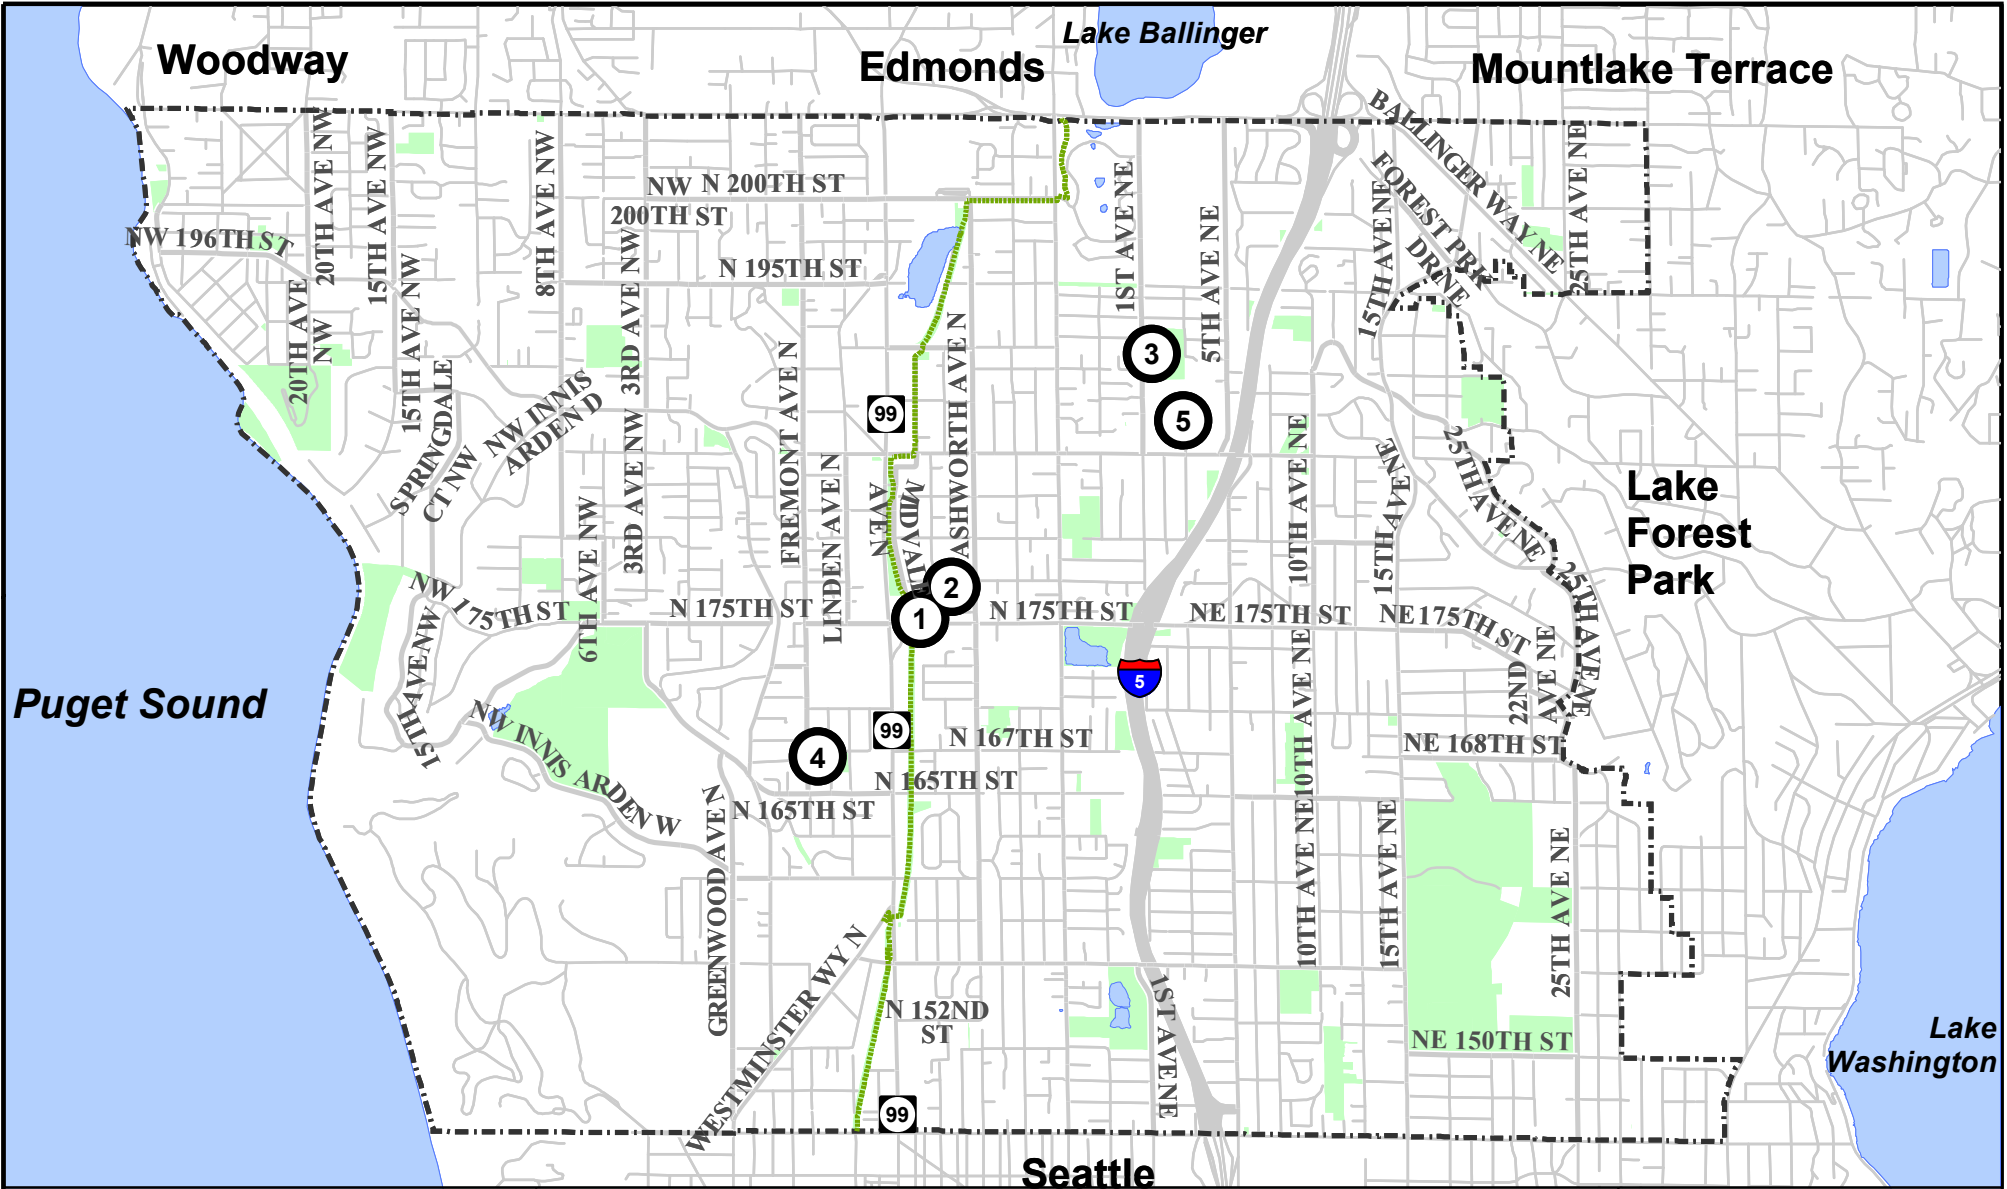 Lake Ballinger
Woodway
Edmonds
Mountlake Terrace
BALLINGER WAY NE
20TH AVE NW
15TH AVE NW
8TH AVE NW
25TH AVE NE
FOREST PRK
DR NE
NW
N 200TH ST
200TH ST
1ST AVE NE
15TH AVE NE
5TH AVE NE
NW 196TH ST
3RD AVE NW
N 195TH ST
15TH AVE NW
20TH AVE
NW
ASHWORTH AVE N
FREMONT AVE N
3
SPRINGDALE
CT NW
NW INNIS
ARDEN D
99
5
3RD AVE NW
10TH AVE NE
25TH AVE NE
15TH AVE NE
LINDEN AVE N
MIDVALE
AVE N
Lake
Forest
Park
6TH AVE NW
2
1
NW 175TH ST
N 175TH ST
N 175TH ST
NE 175TH ST
NE 175TH ST
25TH AVE NE
AVE
15TH AVE NW
10TH AVE NE
22ND
AVE NE
5
Puget Sound
NW INNIS ARDEN W
99
N 167TH ST
NE 168TH ST
4
N 165TH ST
N 165TH ST
GREENWOOD AVE N
10TH AVE NE
15TH AVE NE
25TH AVE NE
WESTMINSTER WY N
N 152ND
ST
1ST AVE NE
NE 150TH ST
Lake
Washington
99
Seattle